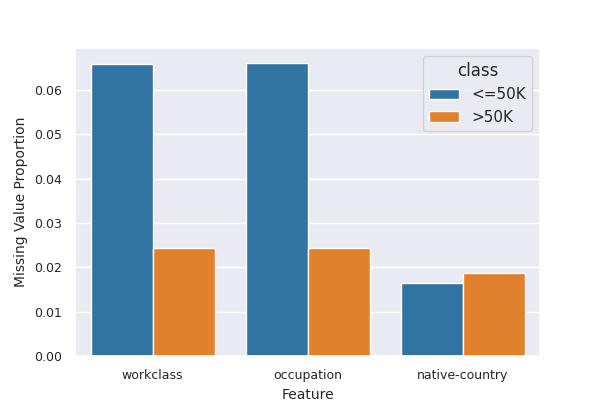 class
<=50K
>50K
0.06
0.05
0.04
0.03
0.02
0.01
0.00
Missing Value Proportion
workclass
occupation
native-country
Feature